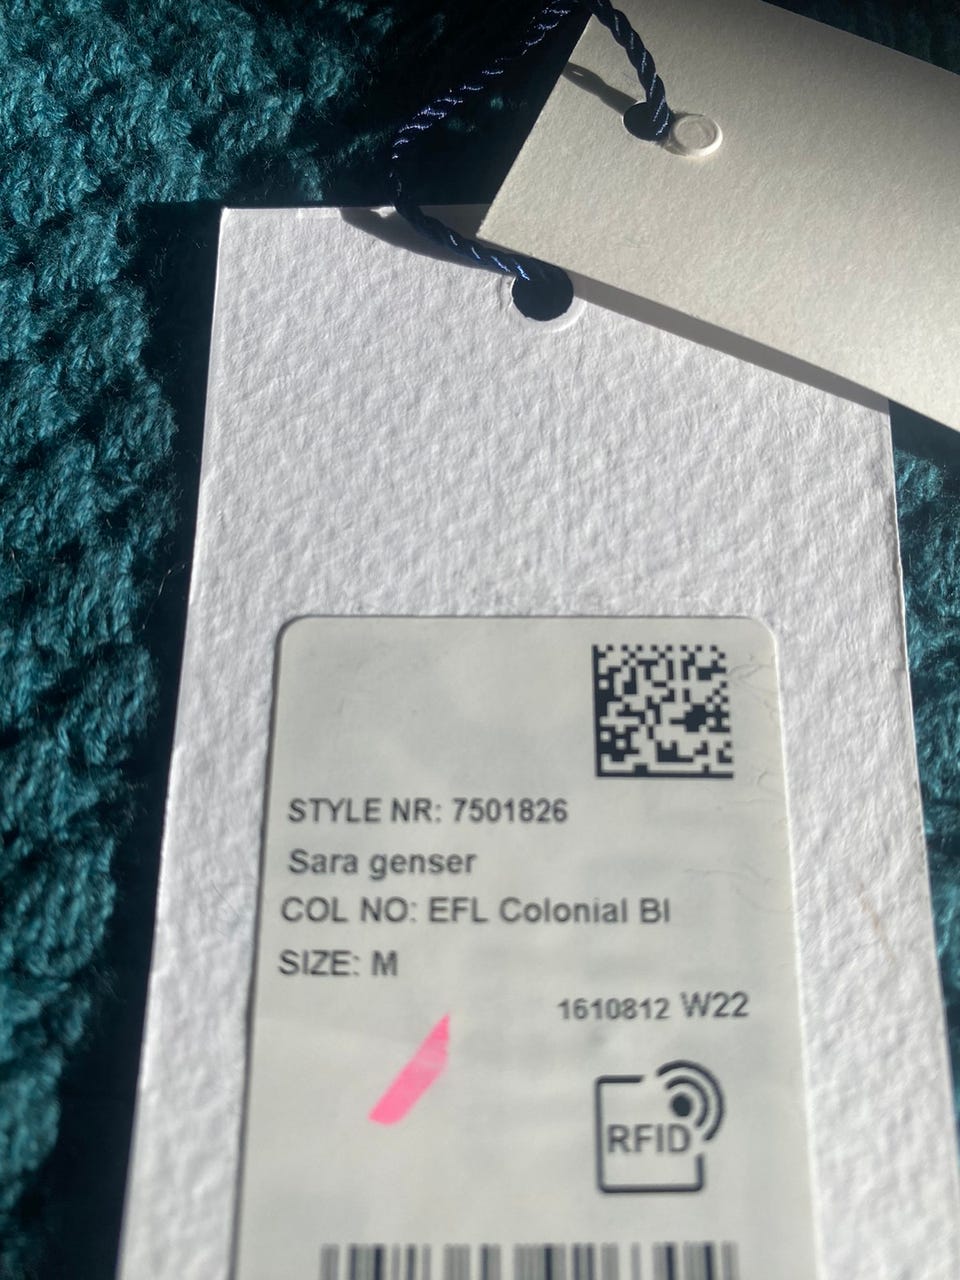 STYLE NR: 7501826
Sara genser
COL NO: EFL Colonial Bl
SIZE: M
1610812 W22
RFID